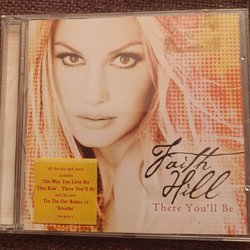 Faith
Hill
There You'll Be
all the hits and more
includes
'The Way You Love Me'
'This Kiss' 'There You'll Be'
and the new
Tin Tin Out Remix of
'Breathe'